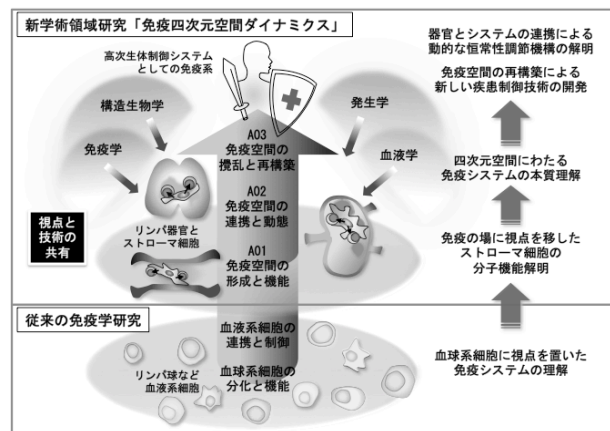 新学術領域研究「免疫四次元空間ダイナミクス」
高次生体制御システム
としての免疫系
構造生物学
免疫学
発生学
血液学
A03
免疫空間の
攪乱と再構築
A02
免疫空間の
連携と動態
A01
免疫空間の
形成と機能
視点と
技術の
共有
リンパ器官と
ストローマ細胞
従来の免疫学研究
血液系細胞の
連携と制御
血球系細胞の
分化と機能
リンパ球など
血液系細胞
器官とシステムの連携による
動的な恒常性調節機構の解明
免疫空間の再構築による
新しい疾患制御技術の開発
四次元空間にわたる
免疫システムの本質理解
免疫の場に視点を移した
ストローマ細胞の
分子機能解明
血球系細胞に視点を置いた
免疫システムの理解